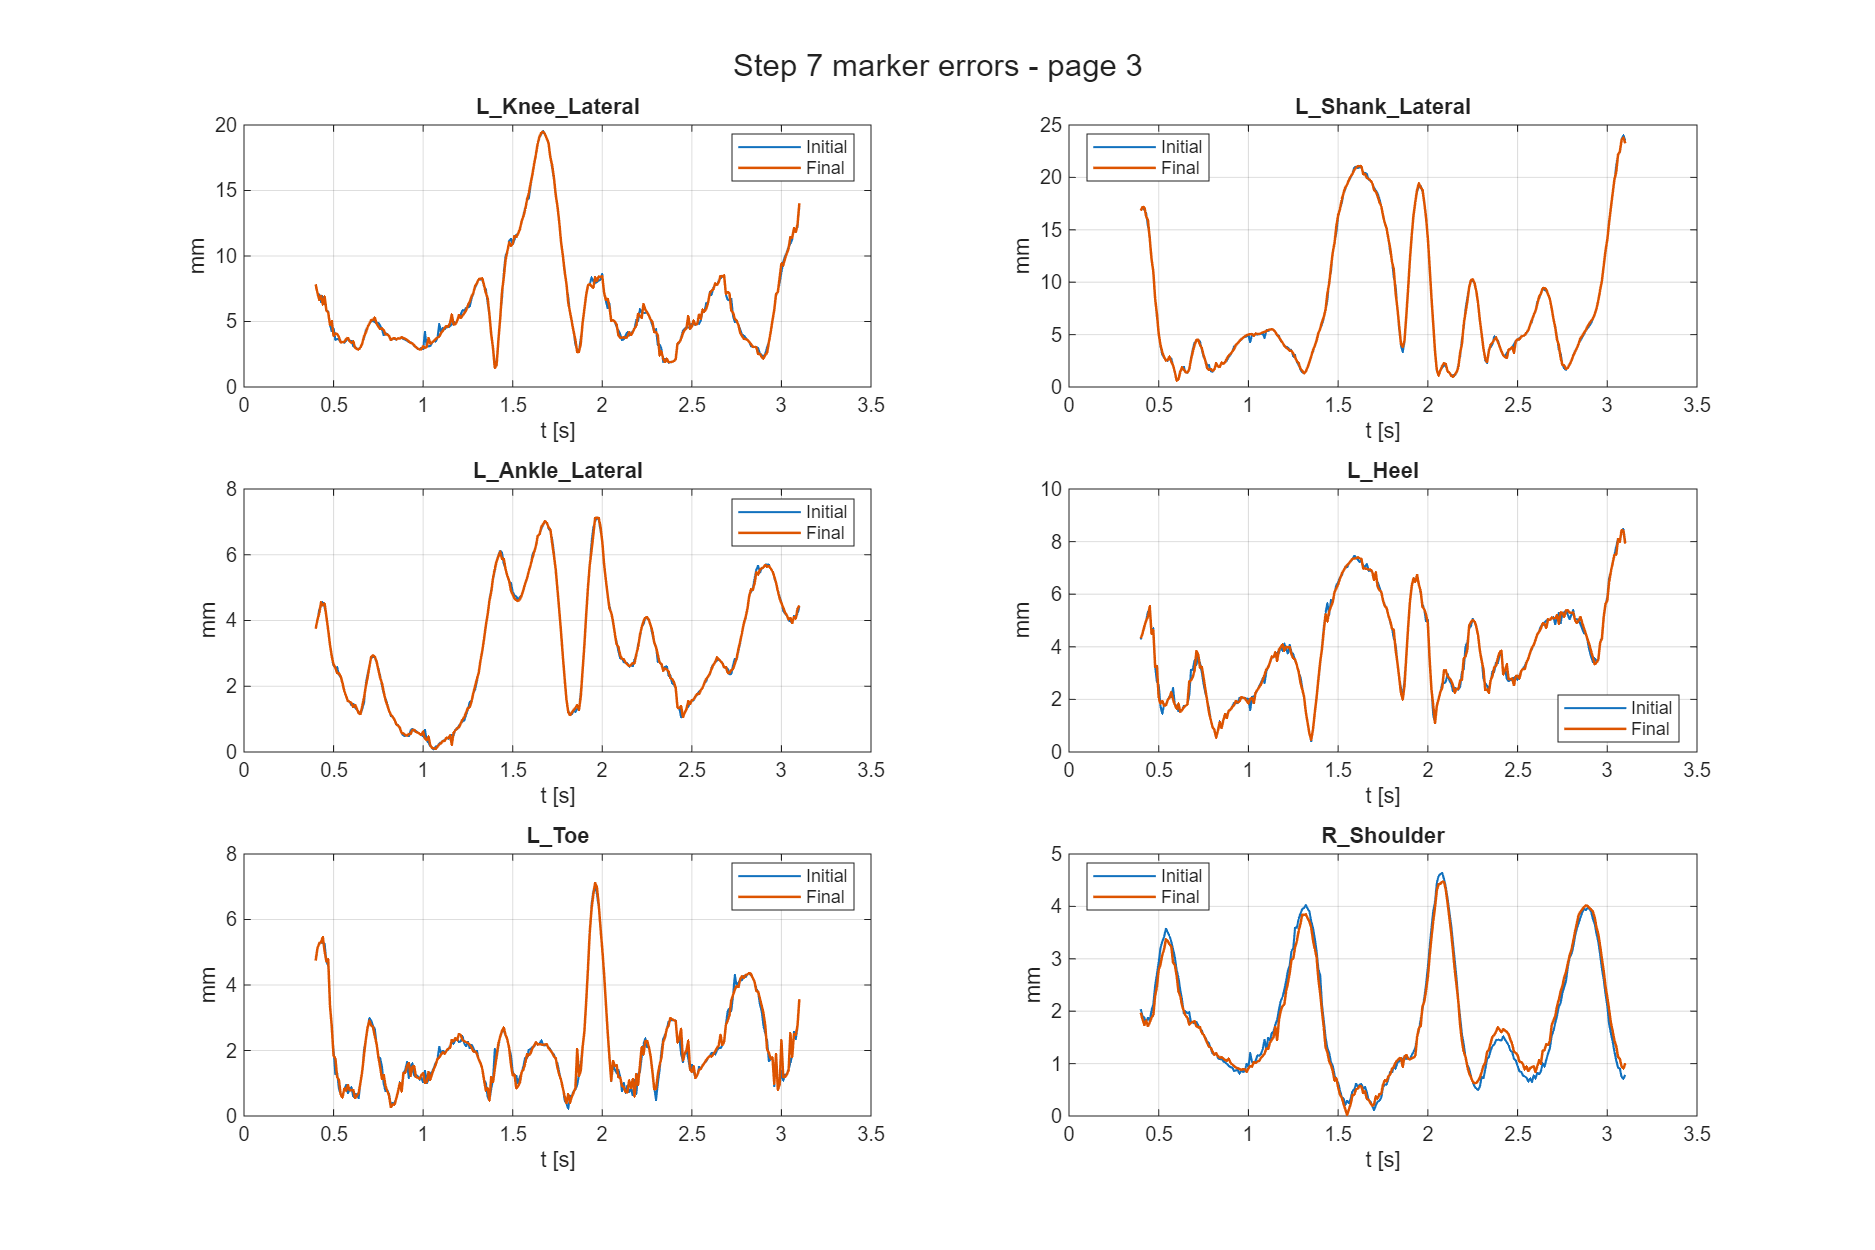 Step 7 marker errors - page 3
L_Knee_Lateral
20
15
10
5
0
mm
0 0.5 1 1.5 2 2.5 3 3.5
t [s]
Initial
Final
L_Shank_Lateral
25
20
15
10
5
0
mm
0 0.5 1 1.5 2 2.5 3 3.5
t [s]
Initial
Final
L_Ankle_Lateral
8
6
4
2
0
mm
0 0.5 1 1.5 2 2.5 3 3.5
t [s]
Initial
Final
L_Heel
10
8
6
4
2
0
mm
0 0.5 1 1.5 2 2.5 3 3.5
t [s]
Initial
Final
L_Toe
8
6
4
2
0
mm
0 0.5 1 1.5 2 2.5 3 3.5
t [s]
Initial
Final
R_Shoulder
5
4
3
2
1
0
mm
0 0.5 1 1.5 2 2.5 3 3.5
t [s]
Initial
Final